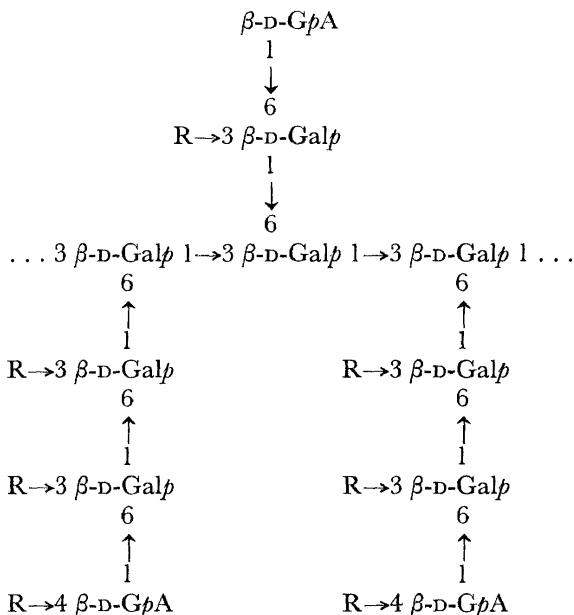 β-D-GpA
1
↓
6
R→3 β-D-Galp
1
↓
6
... 3 β-D-Galp 1→3 β-D-Galp 1→3 β-D-Galp 1 ...
6 6
↑ ↑
1 1
R→3 β-D-Galp R→3 β-D-Galp
6 6
↑ ↑
1 1
R→3 β-D-Galp R→3 β-D-Galp
6 6
↑ ↑
1 1
R→4 β-D-GpA R→4 β-D-GpA